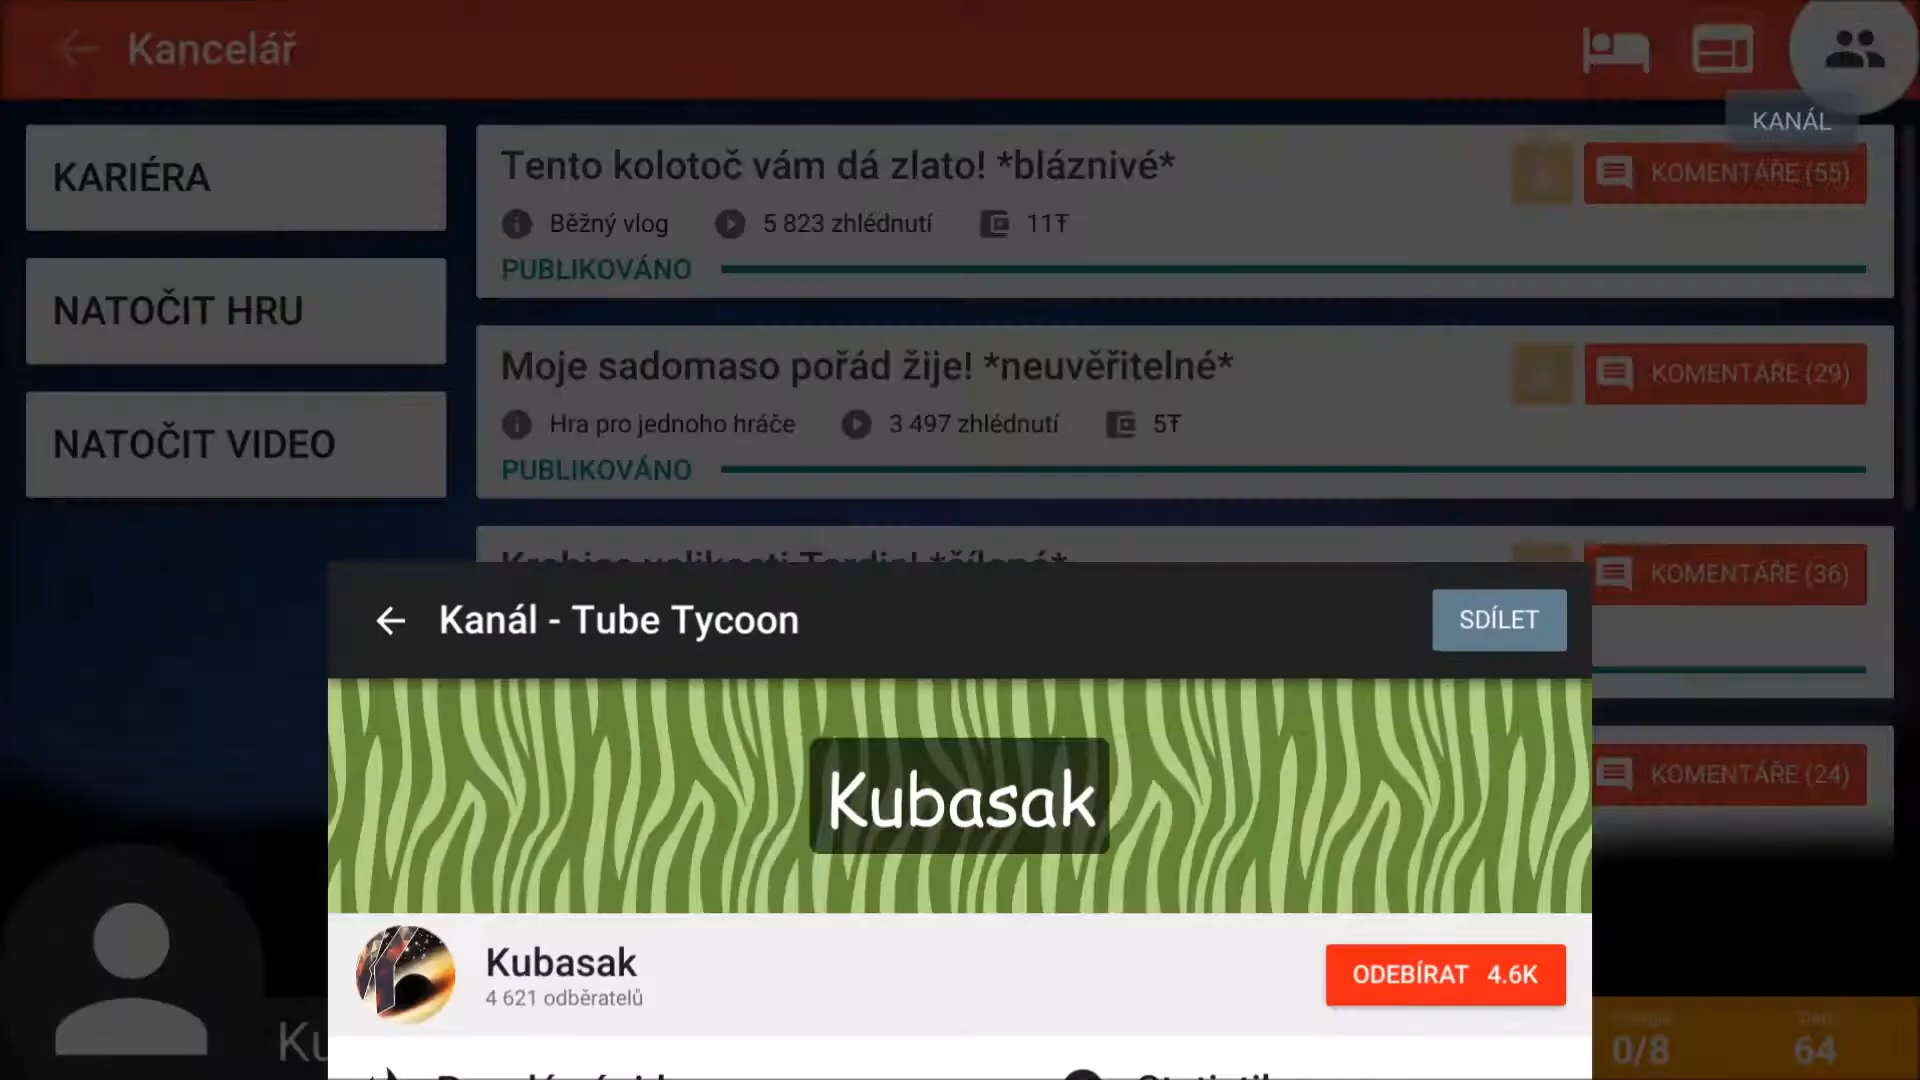 Kancelář
KANÁL
KARIÉRA
NATOČIT HRU
NATOČIT VIDEO
Tento kolotoč vám dá zlato! *bláznivé*
KOMENTÁŘE (55)
Běžný vlog 5 823 zhlédnutí 11Ŧ
PUBLIKOVÁNO
Moje sadomaso pořád žije! *neuvěřitelné*
KOMENTÁŘE (29)
Hra pro jednoho hráče 3 497 zhlédnutí 5Ŧ
PUBLIKOVÁNO
KOMENTÁŘE (36)
KOMENTÁŘE (24)
Kanál - Tube Tycoon
SDÍLET
Kubasak
Kubasak
4 621 odběratelů
ODEBÍRAT 4.6K
Ku
0/8
64